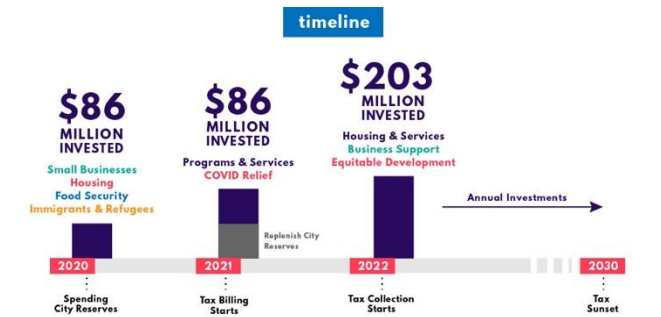 timeline
$86
MILLION
INVESTED
Small Businesses
Housing
Food Security
Immigrants & Refugees
$86
MILLION
INVESTED
Programs & Services
COVID Relief
$203
MILLION
INVESTED
Housing & Services
Business Support
Equitable Development
Replenish City
Reserves
Annual Investments
2020
2021
2022
2030
Spending
City Reserves
Tax Billing
Starts
Tax Collection
Starts
Tax
Sunset